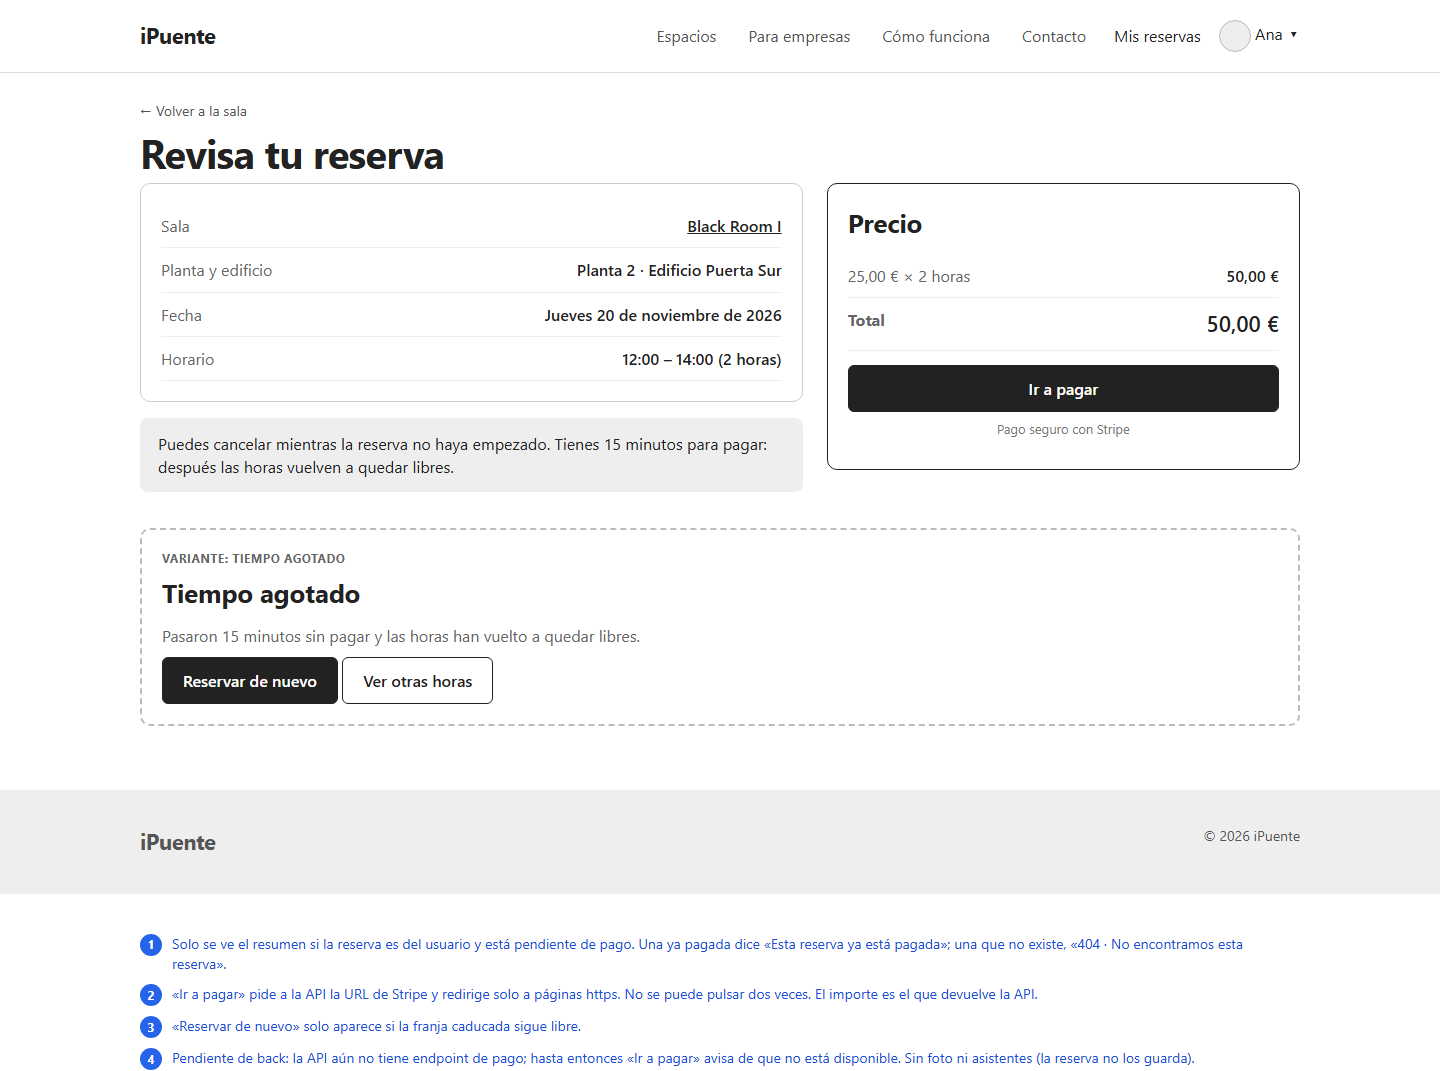 iPuente
Espacios
Para empresas
Cómo funciona
Contacto
Mis reservas
Ana ▾
← Volver a la sala
Revisa tu reserva
Sala
Black Room I
Planta y edificio
Planta 2 · Edificio Puerta Sur
Fecha
Jueves 20 de noviembre de 2026
Horario
12:00 – 14:00 (2 horas)
Puedes cancelar mientras la reserva no haya empezado. Tienes 15 minutos para pagar:
después las horas vuelven a quedar libres.
Precio
25,00 € × 2 horas
50,00 €
Total
50,00 €
Ir a pagar
Pago seguro con Stripe
VARIANTE: TIEMPO AGOTADO
Tiempo agotado
Pasaron 15 minutos sin pagar y las horas han vuelto a quedar libres.
Reservar de nuevo
Ver otras horas
iPuente
© 2026 iPuente
1 Solo se ve el resumen si la reserva es del usuario y está pendiente de pago. Una ya pagada dice «Esta reserva ya está pagada»; una que no existe, «404 · No encontramos esta
reserva».
2 «Ir a pagar» pide a la API la URL de Stripe y redirige solo a páginas https. No se puede pulsar dos veces. El importe es el que devuelve la API.
3 «Reservar de nuevo» solo aparece si la franja caducada sigue libre.
4 Pendiente de back: la API aún no tiene endpoint de pago; hasta entonces «Ir a pagar» avisa de que no está disponible. Sin foto ni asistentes (la reserva no los guarda).